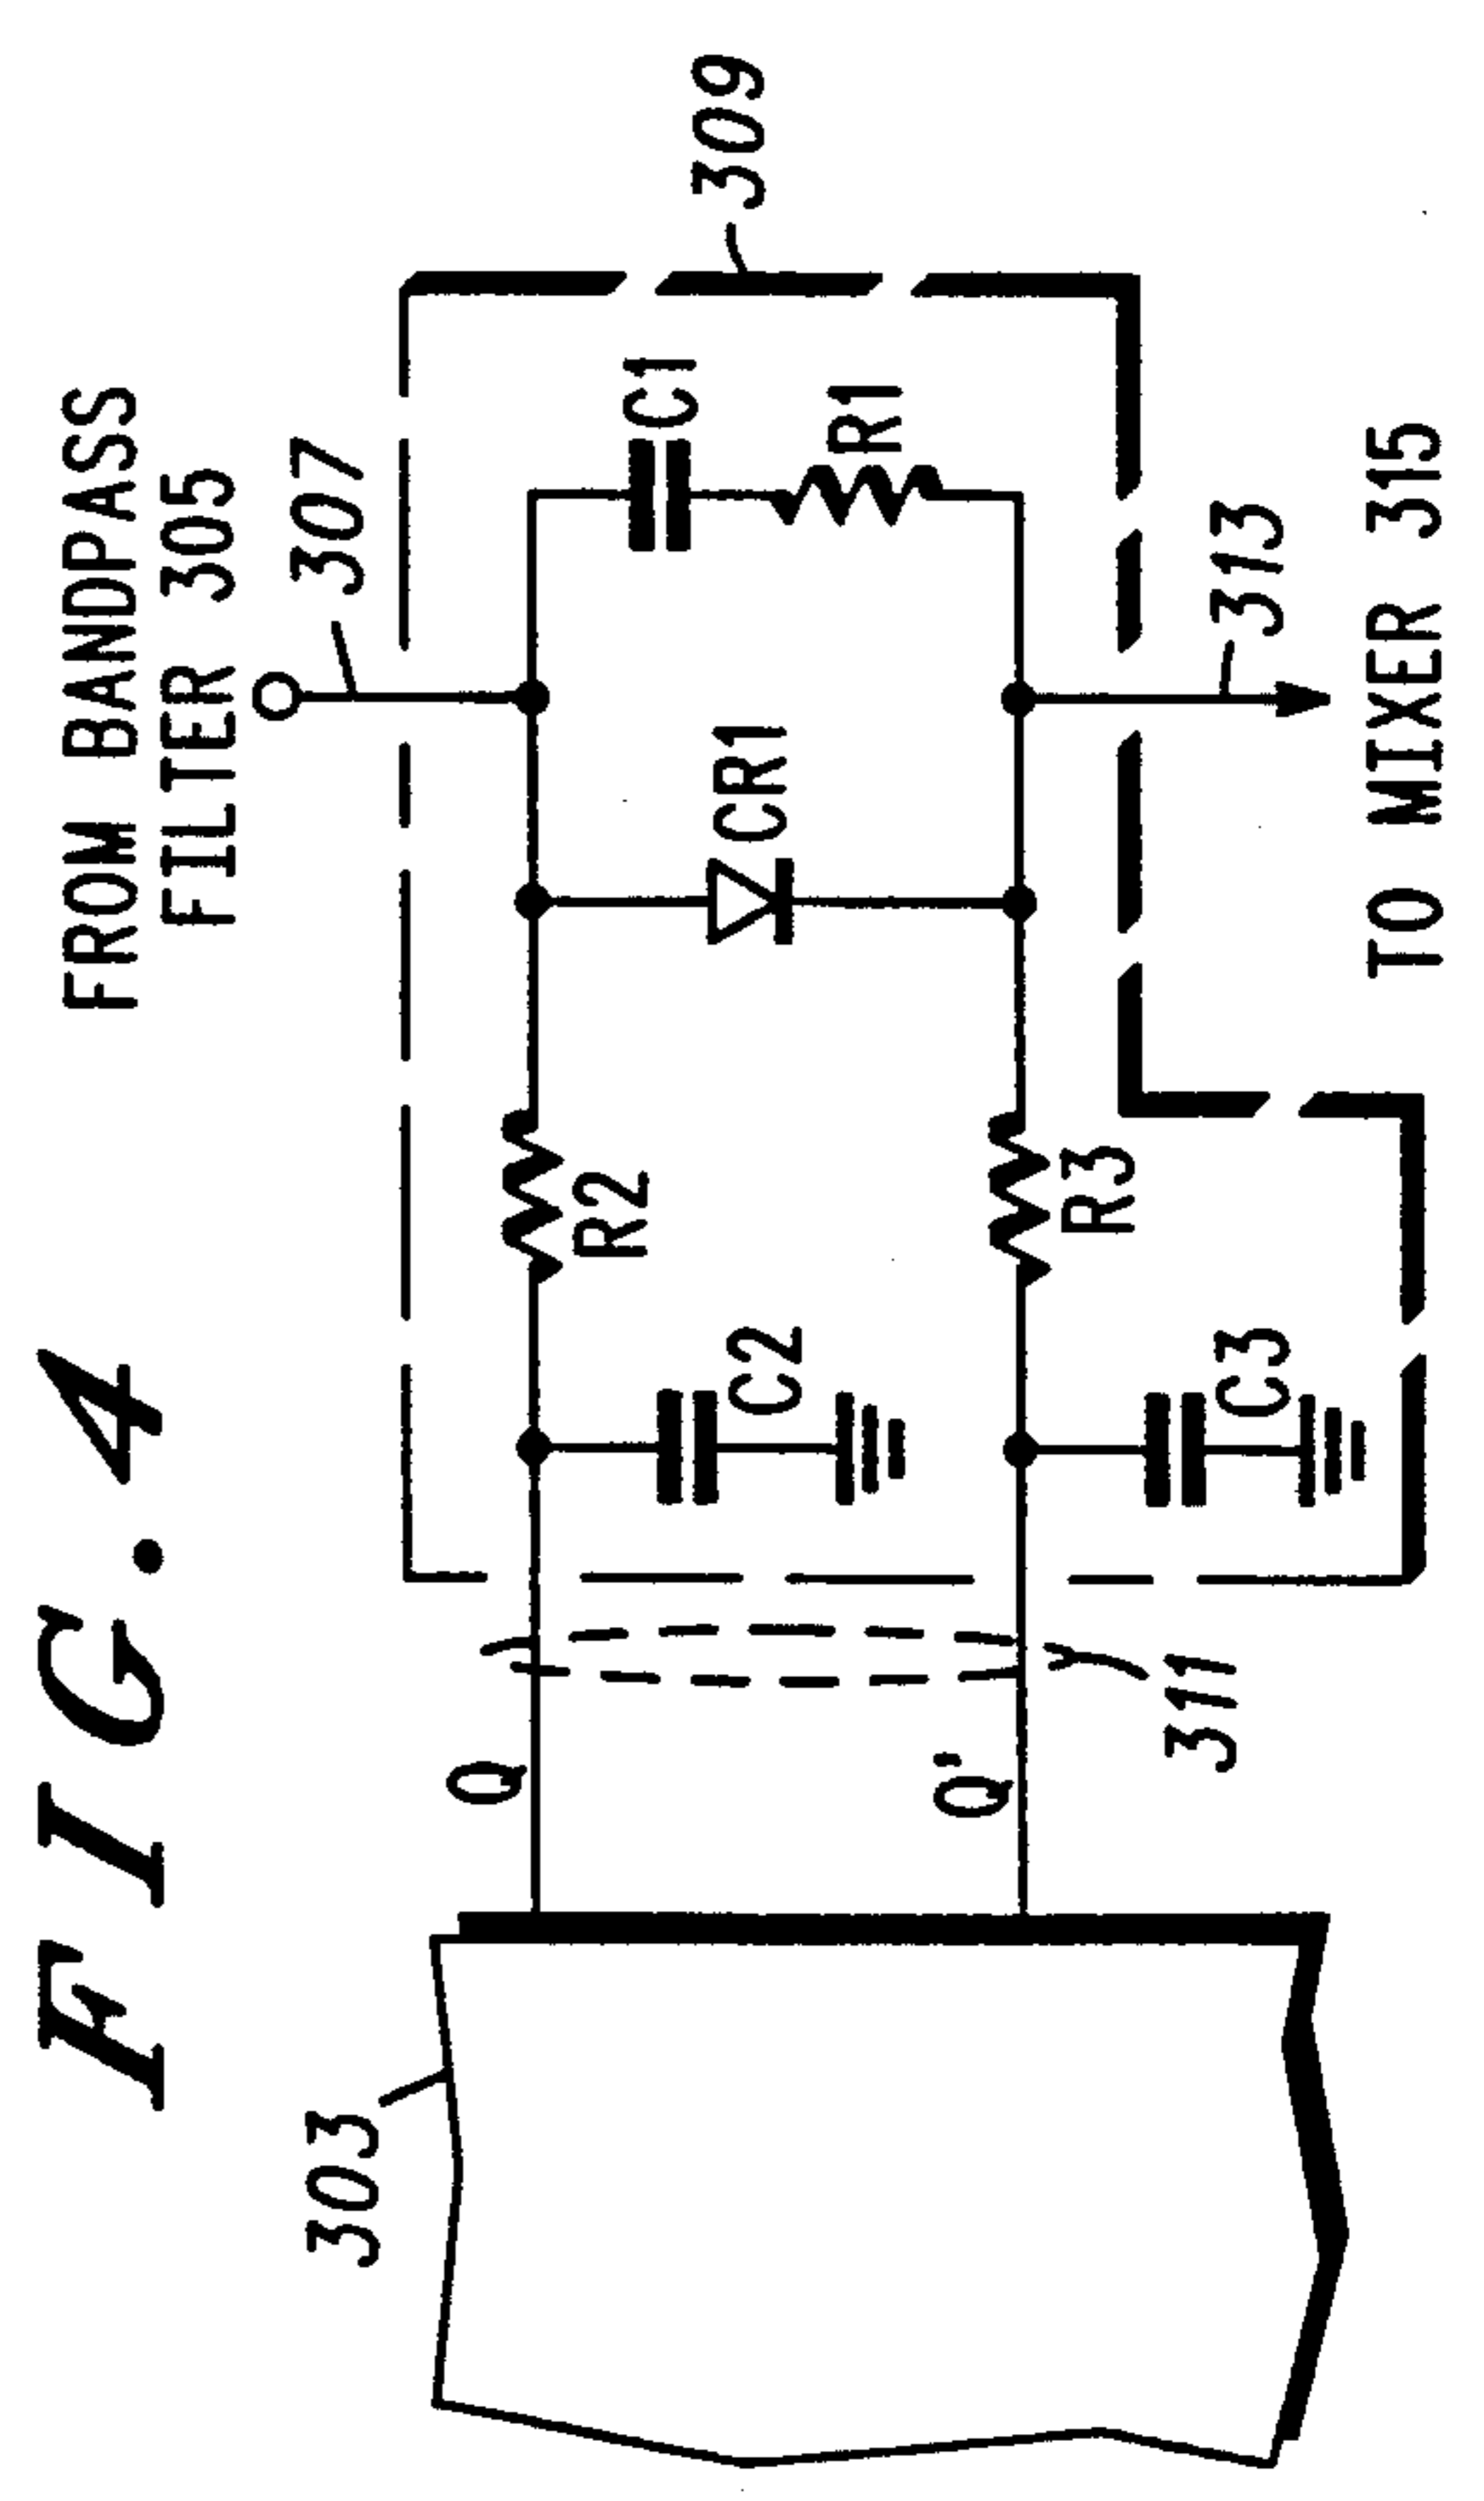 FIG. 4
FROM BANDPASS
FILTER 305
307
309
303
Q
R2
C1
C2
CR1
R1
Q'
R3
311
C3
313
TO MIXER 315